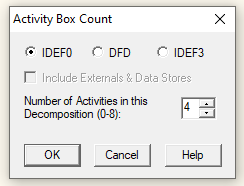 Activity Box Count
IDEF0 DFD IDEF3
Include Externals & Data Stores
Number of Activities in this
Decomposition (0-8):
4
OK Cancel Help